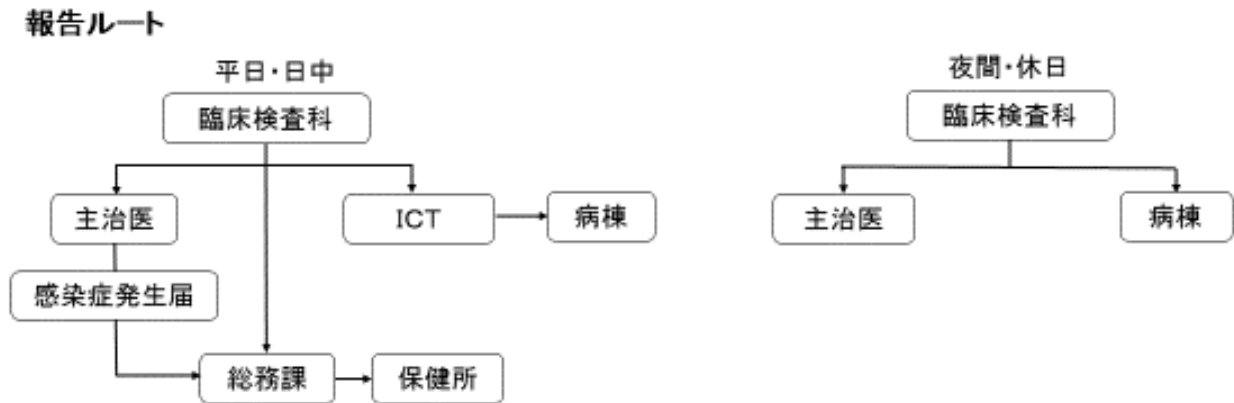 報告ルート
平日・日中
臨床検査科
主治医
ICT
病棟
感染症発生届
総務課
保健所
夜間・休日
臨床検査科
主治医
病棟